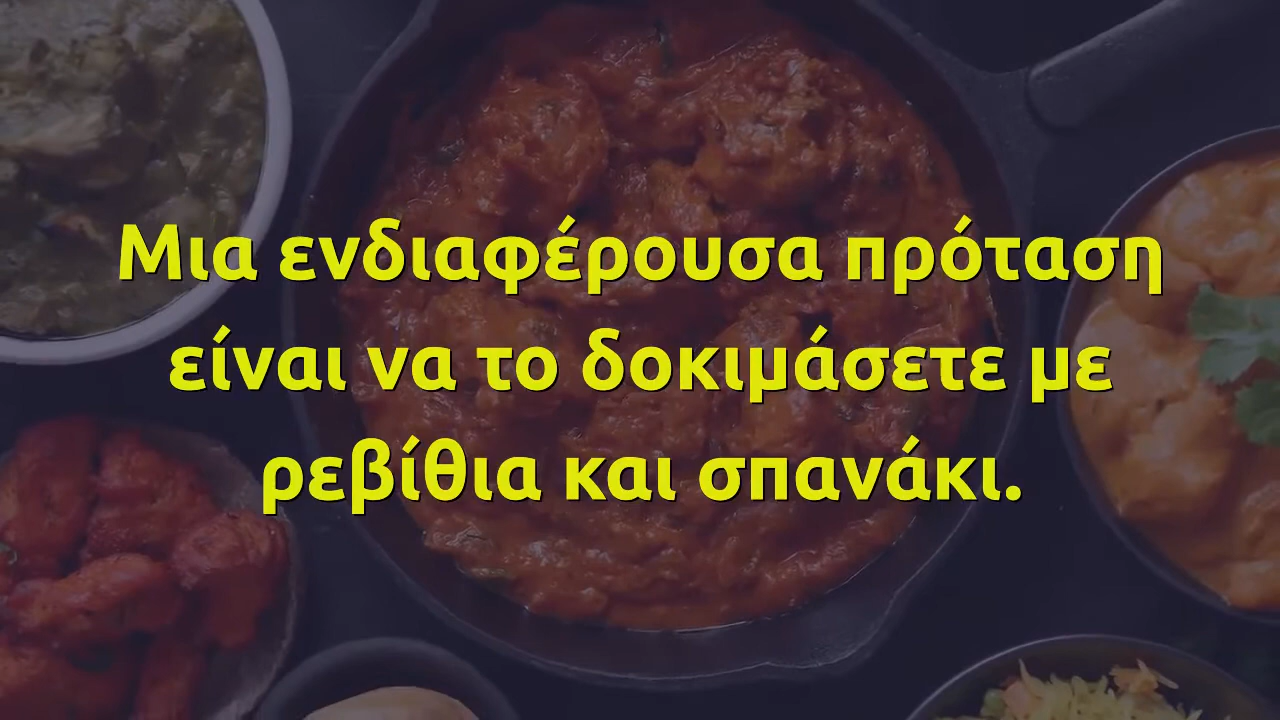 Μια ενδιαφέρουσα πρόταση
είναι να το δοκιμάσετε με
ρεβίθια και σπανάκι.